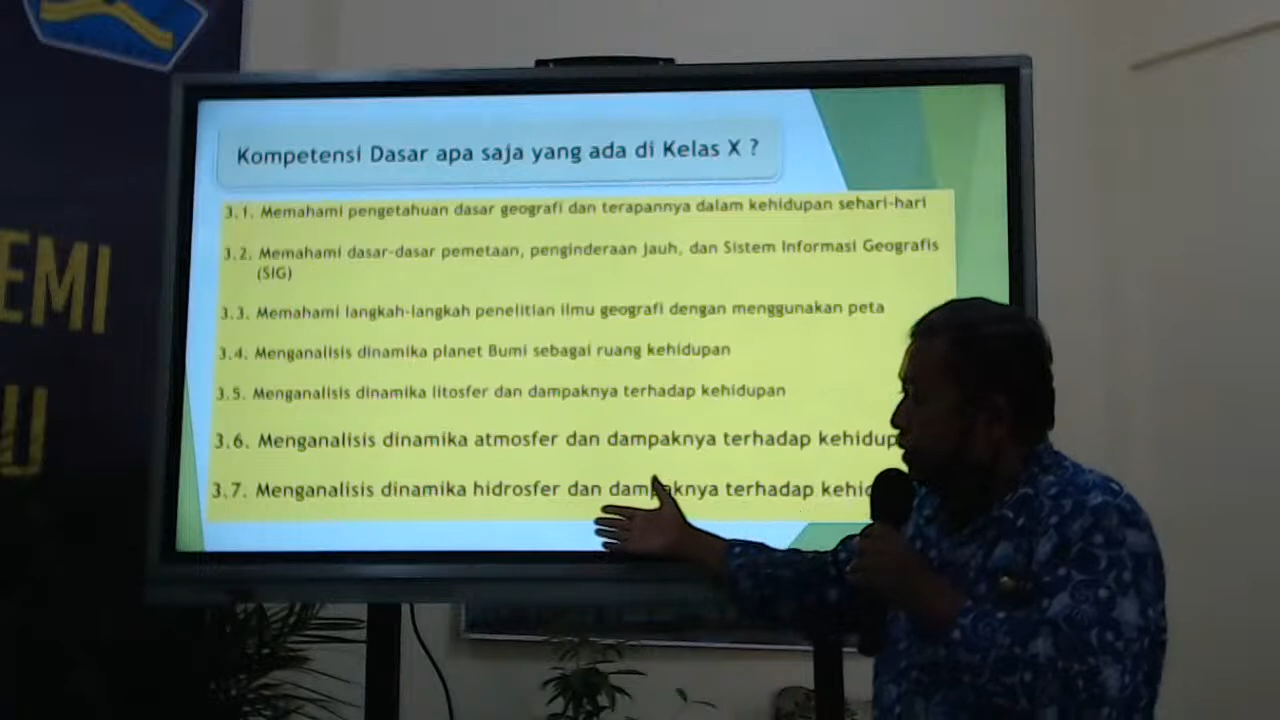 Kompetensi Dasar apa saja yang ada di Kelas X ?
3.1. Memahami pengetahuan dasar geografi dan terapannya dalam kehidupan sehari-hari
3.2. Memahami dasar-dasar pemetaan, penginderaan jauh, dan Sistem Informasi Geografis
(SIG)
3.3. Memahami langkah-langkah penelitian ilmu geografi dengan menggunakan peta
3.4. Menganalisis dinamika planet Bumi sebagai ruang kehidupan
3.5. Menganalisis dinamika litosfer dan dampaknya terhadap kehidupan
3.6. Menganalisis dinamika atmosfer dan dampaknya terhadap kehidup
3.7. Menganalisis dinamika hidrosfer dan dampaknya terhadap kehid
EMI
U